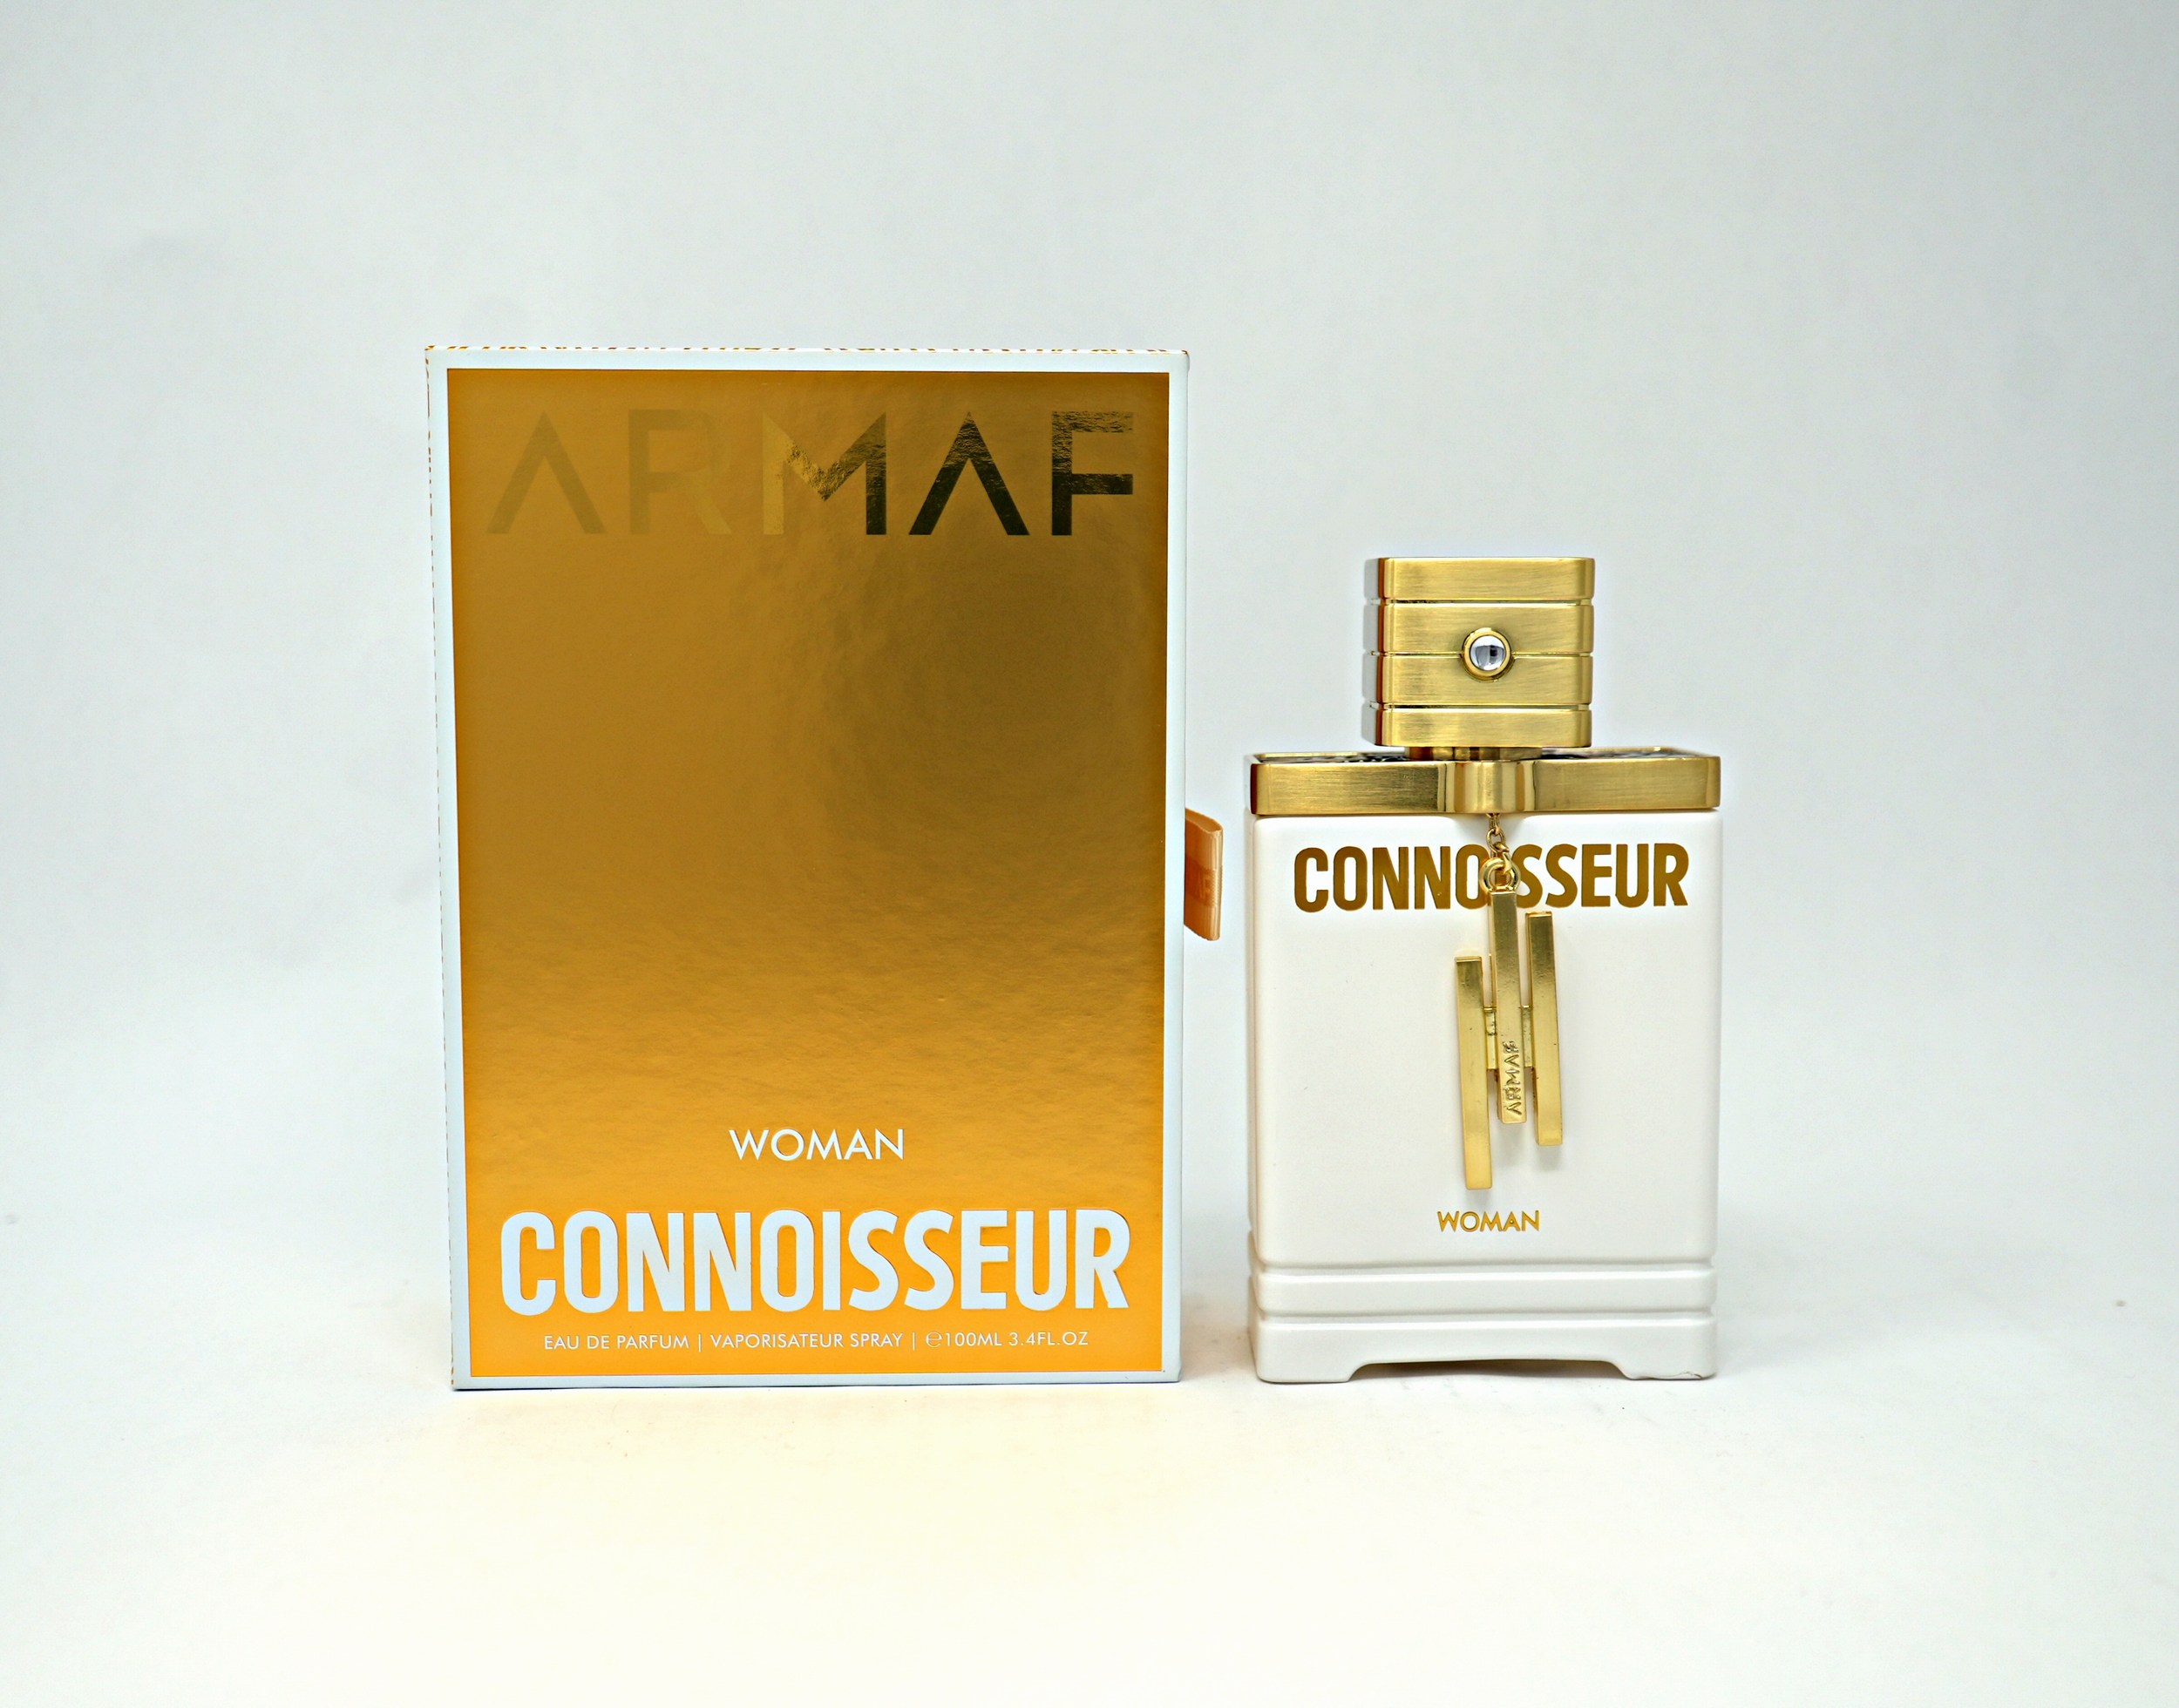 ARMAF
WOMAN
CONNOISSEUR
EAU DE PARFUM | VAPORISATEUR SPRAY | ℮100ML 3.4FL.OZ
CONNOISSEUR
ARMAF
WOMAN